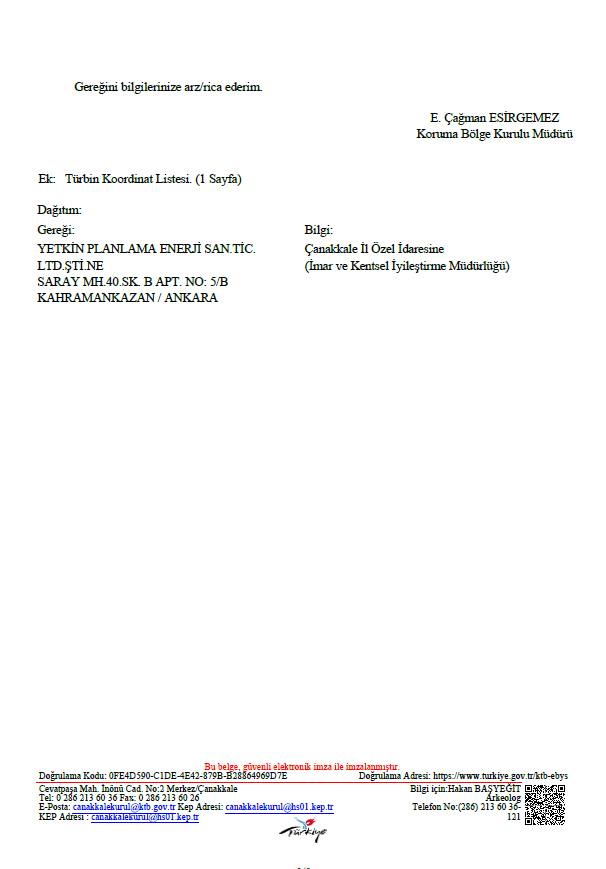 Gereğini bilgilerinize arz/rica ederim.
E. Çağman ESİRGEMEZ
Koruma Bölge Kurulu Müdürü
Ek: Türbin Koordinat Listesi. (1 Sayfa)
Dağıtım:
Gereği:
YETKİN PLANLAMA ENERJİ SAN.TİC.
LTD.ŞTİ.NE
SARAY MH.40.SK. B APT. NO: 5/B
KAHRAMANKAZAN / ANKARA
Bilgi:
Çanakkale İl Özel İdaresine
(İmar ve Kentsel İyileştirme Müdürlüğü)
Bu belge, güvenli elektronik imza ile imzalanmıştır.
Doğrulama Kodu: 0FE4D590-C1DE-4E42-879B-B28864969D7E
Doğrulama Adresi: https://www.turkiye.gov.tr/ktb-ebys
Cevatpaşa Mah. İnönü Cad. No:2 Merkez/Çanakkale
Tel: 0 286 213 60 36 Fax: 0 286 213 60 26
E-Posta: canakkalekurul@ktb.gov.tr Kep Adresi: canakkalekurul@hs01.kep.tr
KEP Adresi : canakkalekurul@hs01.kep.tr
Bilgi için:Hakan BAŞYEĞİT
Arkeolog
Telefon No:(286) 213 60 36-
121
Türkiye